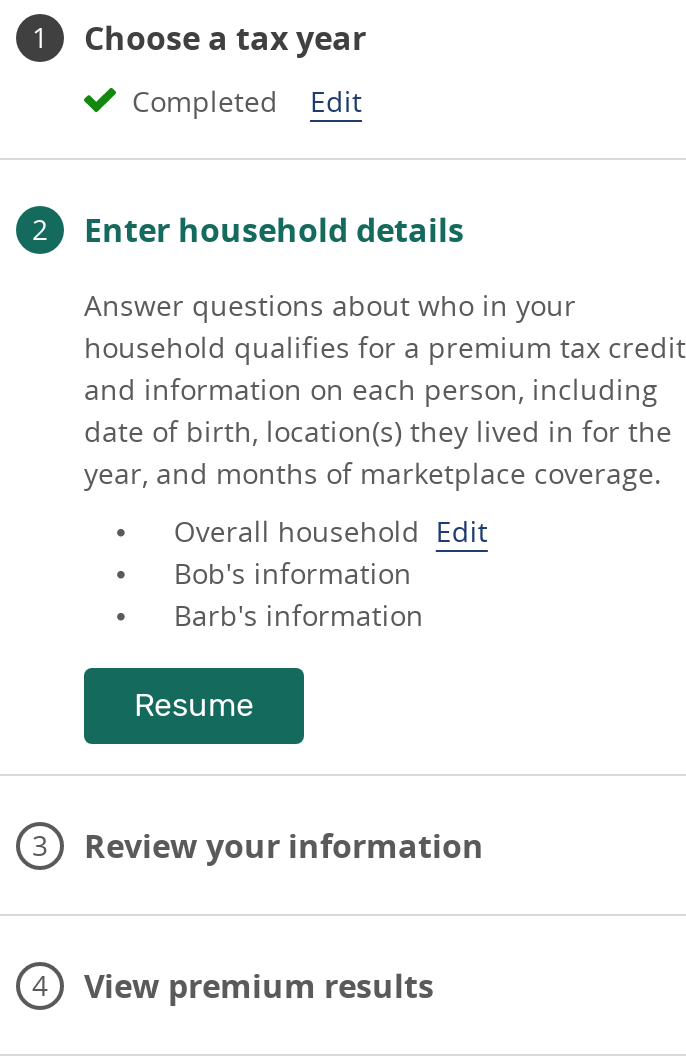 1 Choose a tax year
Completed Edit
2 Enter household details
Answer questions about who in your
household qualifies for a premium tax credit
and information on each person, including
date of birth, location(s) they lived in for the
year, and months of marketplace coverage.
• Overall household Edit
• Bob's information
• Barb's information
Resume
3 Review your information
4 View premium results